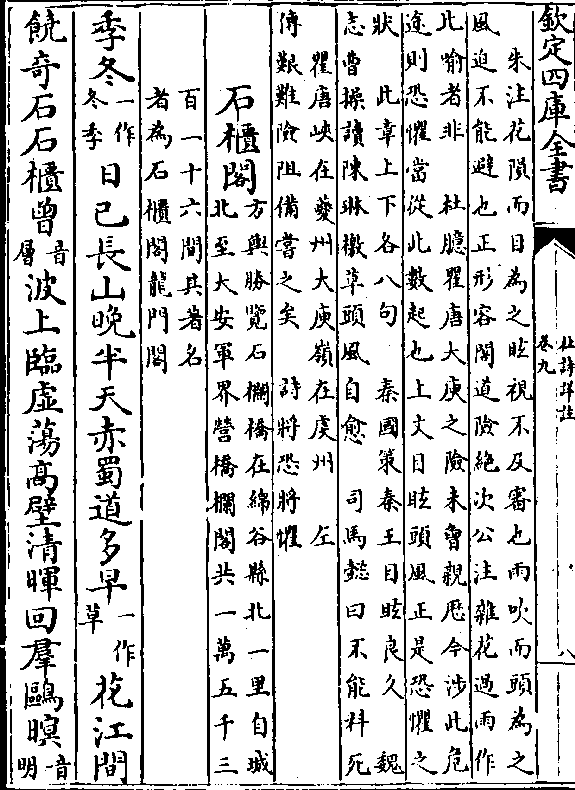 欽定四庫全書
杜詩詳註
卷九
八
朱注花隕而目為之眩視不反審也雨吹而頭為之
風迫不能避也正形容閣道險絶次公注雜花過雨作
比喻者非 杜臆瞿唐大庾之險未曾親厯今涉此危
途則恐懼當從此數起也上文目眩頭風正是恐懼之
狀 此章上下各八句 秦國策秦王目眩良久 魏
志曹操讀陳琳檄草頭風自愈 司馬懿曰不能料死
瞿唐峽在夔州大庾嶺在虔州 左
傳艱難險阻備嘗之矣 詩將恐將懼
石櫃閣
方輿勝覽石欄橋在綿谷縣北一里自城
北至大安軍界營橋欄閣共一萬五千三
百一十六間其著名
者為石櫃閣龍門閣
季冬一作冬季日已長山晚半天赤蜀道多早一作草花江間
饒奇石石櫃曾音層波上臨虛蕩高壁清暉回羣鷗暝音明